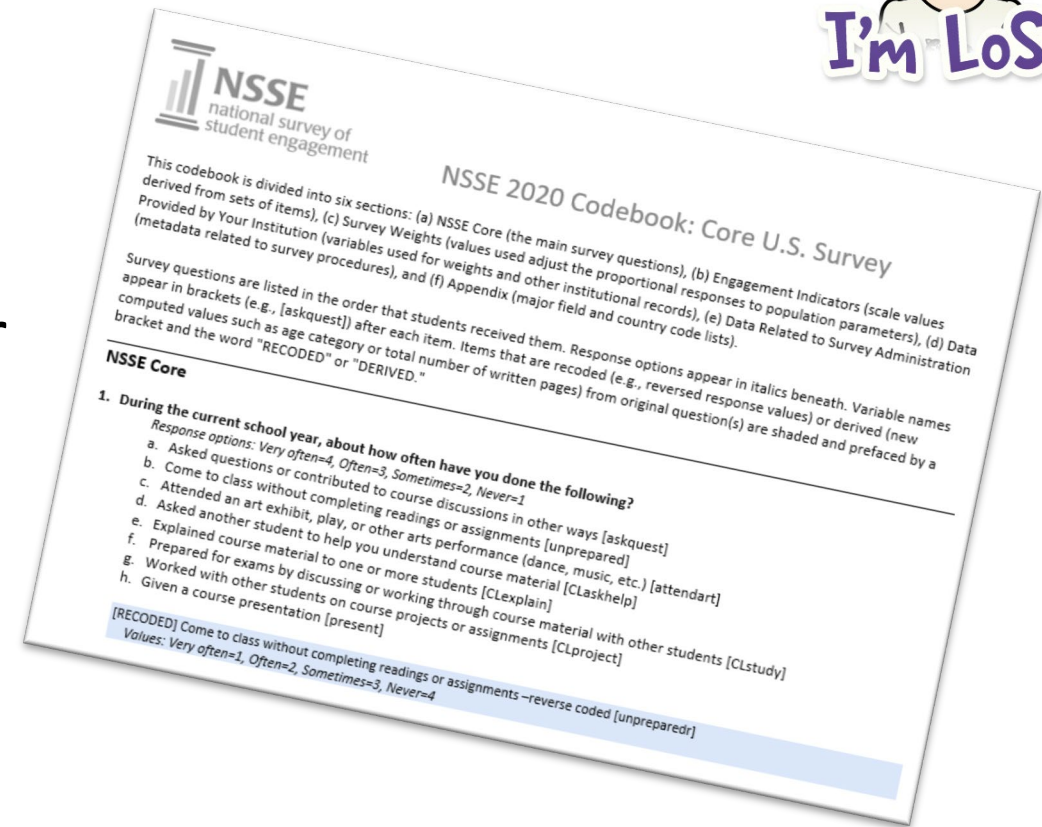 I'm LoS
NSSE
national survey of
student engagement
NSSE 2020 Codebook: Core U.S. Survey
This codebook is divided into six sections: (a) NSSE Core (the main survey questions), (b) Engagement Indicators (scale values
derived from sets of items), (c) Survey Weights (values used adjust the proportional responses to population parameters), (d) Data
Provided by Your Institution (variables used for weights and other institutional records), (e) Data Related to Survey Administration
(metadata related to survey procedures), and (f) Appendix (major field and country code lists).
Survey questions are listed in the order that students received them. Response options appear in italics beneath. Variable names
appear in brackets (e.g., [askquest]) after each item. Items that are recoded (e.g., reversed response values) or derived (new
computed values such as age category or total number of written pages) from original question(s) are shaded and prefaced by a
bracket and the word "RECODED" or "DERIVED."
NSSE Core
1. During the current school year, about how often have you done the following?
Response options: Very often=4, Often=3, Sometimes=2, Never=1
a. Asked questions or contributed to course discussions in other ways [askquest]
b. Come to class without completing readings or assignments [unprepared]
c. Attended an art exhibit, play, or other arts performance (dance, music, etc.) [attendart]
d. Asked another student to help you understand course material [CLaskhelp]
e. Explained course material to one or more students [CLexplain]
f. Prepared for exams by discussing or working through course material with other students [CLstudy]
g. Worked with other students on course projects or assignments [CLproject]
h. Given a course presentation [present]
[RECODED] Come to class without completing readings or assignments –reverse coded [unpreparedr]
Values: Very often=1, Often=2, Sometimes=3, Never=4